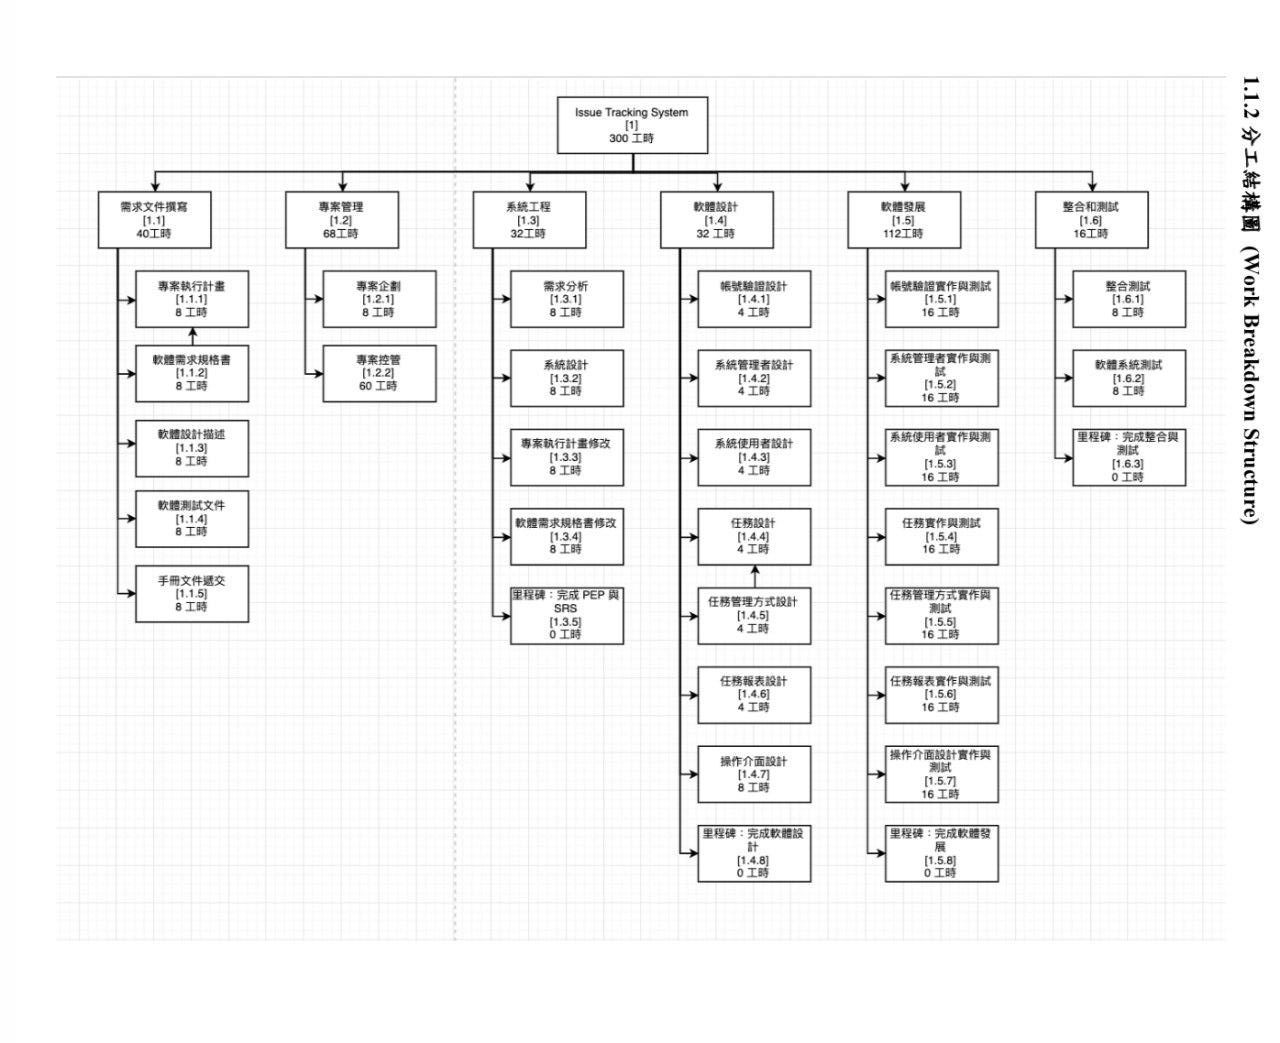 1.1.2 分工結構圖 (Work Breakdown Structure)
Issue Tracking System
[1]
300 工時
需求文件撰寫
[1.1]
40工時
專案執行計畫
[1.1.1]
8 工時
軟體需求規格書
[1.1.2]
8 工時
軟體設計描述
[1.1.3]
8 工時
軟體測試文件
[1.1.4]
8 工時
手冊文件遞交
[1.1.5]
8 工時
專案管理
[1.2]
68工時
專案企劃
[1.2.1]
8 工時
專案控管
[1.2.2]
60 工時
系統工程
[1.3]
32工時
需求分析
[1.3.1]
8 工時
系統設計
[1.3.2]
8 工時
專案執行計畫修改
[1.3.3]
8 工時
軟體需求規格書修改
[1.3.4]
8 工時
里程碑：完成 PEP 與
SRS
[1.3.5]
0 工時
軟體設計
[1.4]
32 工時
帳號驗證設計
[1.4.1]
4 工時
系統管理者設計
[1.4.2]
4 工時
系統使用者設計
[1.4.3]
4 工時
任務設計
[1.4.4]
4 工時
任務管理方式設計
[1.4.5]
4 工時
任務報表設計
[1.4.6]
4 工時
操作介面設計
[1.4.7]
8 工時
里程碑：完成軟體設
計
[1.4.8]
0 工時
軟體發展
[1.5]
112工時
帳號驗證實作與測試
[1.5.1]
16 工時
系統管理者實作與測
試
[1.5.2]
16 工時
系統使用者實作與測
試
[1.5.3]
16 工時
任務實作與測試
[1.5.4]
16 工時
任務管理方式實作與
測試
[1.5.5]
16 工時
任務報表實作與測試
[1.5.6]
16 工時
操作介面設計實作與
測試
[1.5.7]
16 工時
里程碑：完成軟體發
展
[1.5.8]
0 工時
整合和測試
[1.6]
16工時
整合測試
[1.6.1]
8 工時
軟體系統測試
[1.6.2]
8 工時
里程碑：完成整合與
測試
[1.6.3]
0 工時